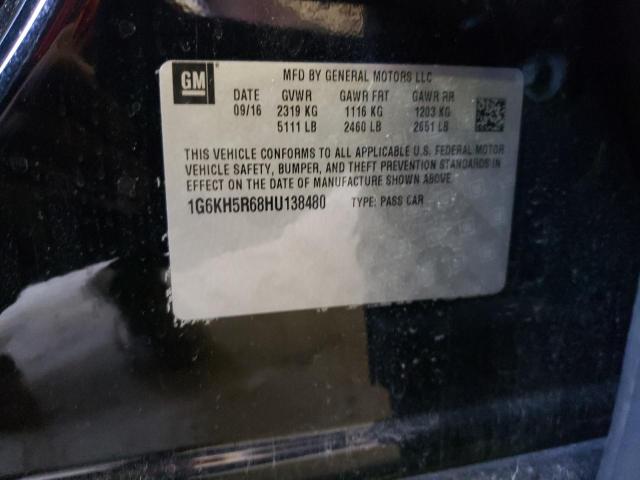 GM
MFD BY GENERAL MOTORS LLC
DATE GVWR GAWR FRT GAWR RR
09/16 2319 KG 1116 KG 1203 KG
5111 LB 2460 LB 2651 LB
THIS VEHICLE CONFORMS TO ALL APPLICABLE U.S. FEDERAL MOTOR
VEHICLE SAFETY, BUMPER, AND THEFT PREVENTION STANDARDS IN
EFFECT ON THE DATE OF MANUFACTURE SHOWN ABOVE.
1G6KH5R68HU138480 TYPE: PASS CAR